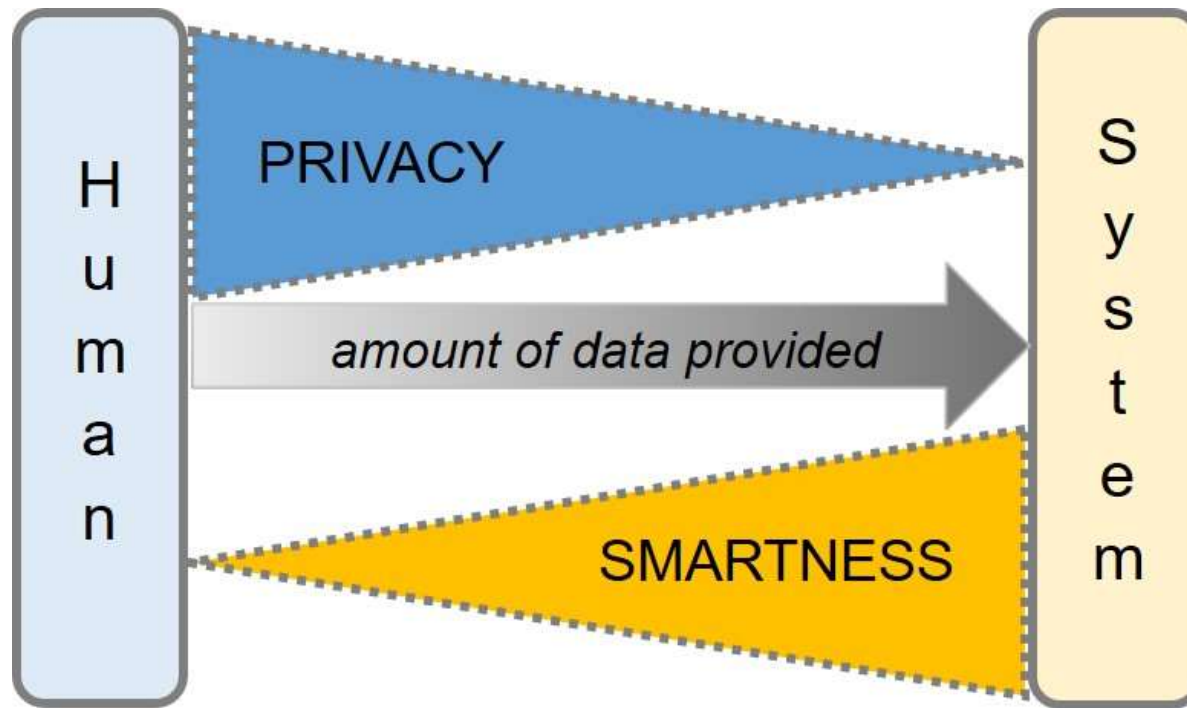 Human
PRIVACY
amount of data provided
SMARTNESS
System